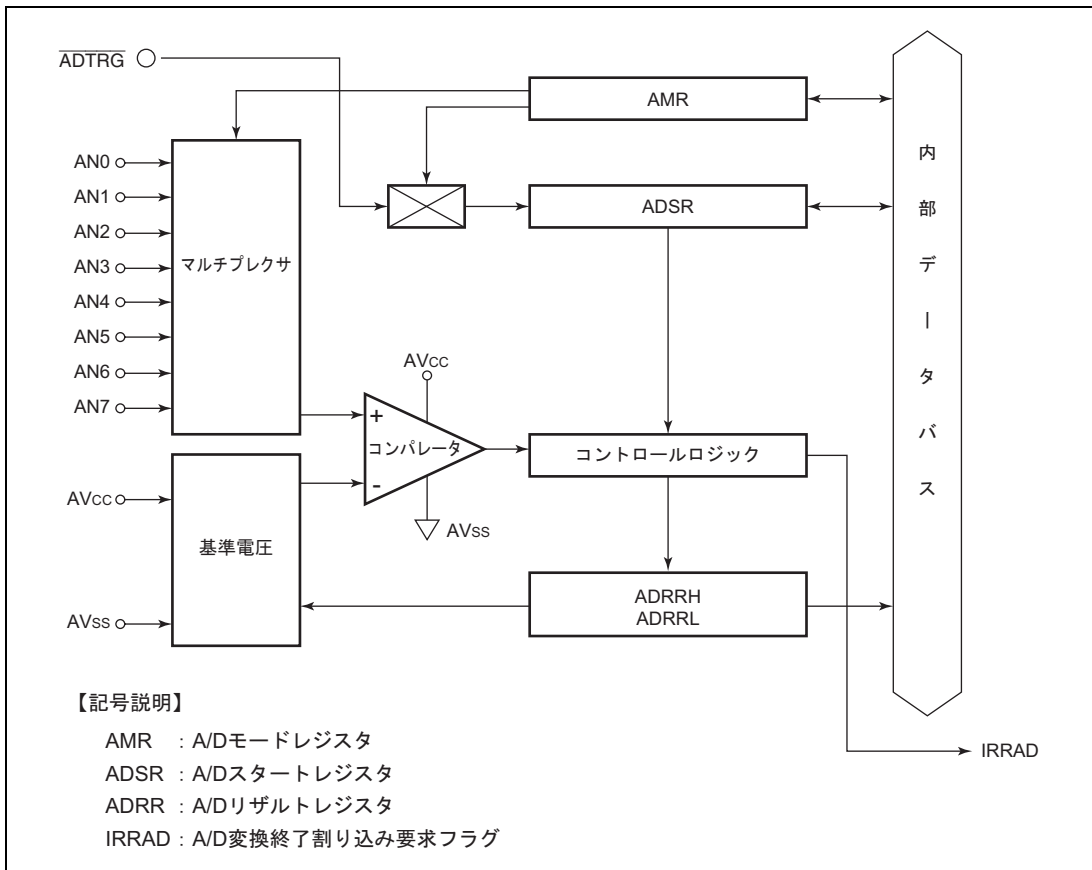 ADTRG
AMR
AN0
AN1
AN2
AN3
AN4
AN5
AN6
AN7
マルチプレクサ
ADSR
内部データバス
AVCC
+
コンパレータ
-
AVSS
コントロールロジック
AVCC
基準電圧
AVSS
ADRRH
ADRRL
IRRAD
【記号説明】
AMR : A/Dモードレジスタ
ADSR : A/Dスタートレジスタ
ADRR : A/Dリザルトレジスタ
IRRAD : A/D変換終了割り込み要求フラグ